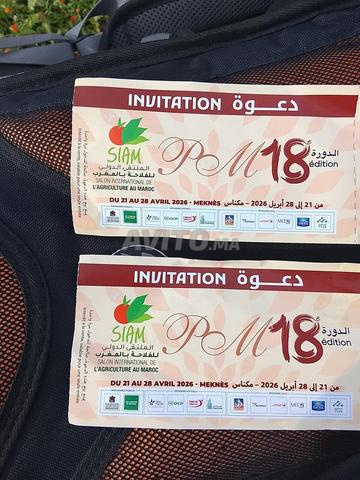 INVITATION دعوة
SIAM
الملتقى الدولي
للفلاحة بالمغرب
SALON INTERNATIONAL DE
L'AGRICULTURE AU MAROC
PM
18e الدورة
édition
DU 21 AU 28 AVRIL 2026 - MEKNÈS من 21 إلى 28 أبريل 2026 - مكناس
AVITO.MA
INVITATION دعوة
SIAM
الملتقى الدولي
للفلاحة بالمغرب
SALON INTERNATIONAL DE
L'AGRICULTURE AU MAROC
PM
18e الدورة
édition
DU 21 AU 28 AVRIL 2026 - MEKNÈS من 21 إلى 28 أبريل 2026 - مكناس